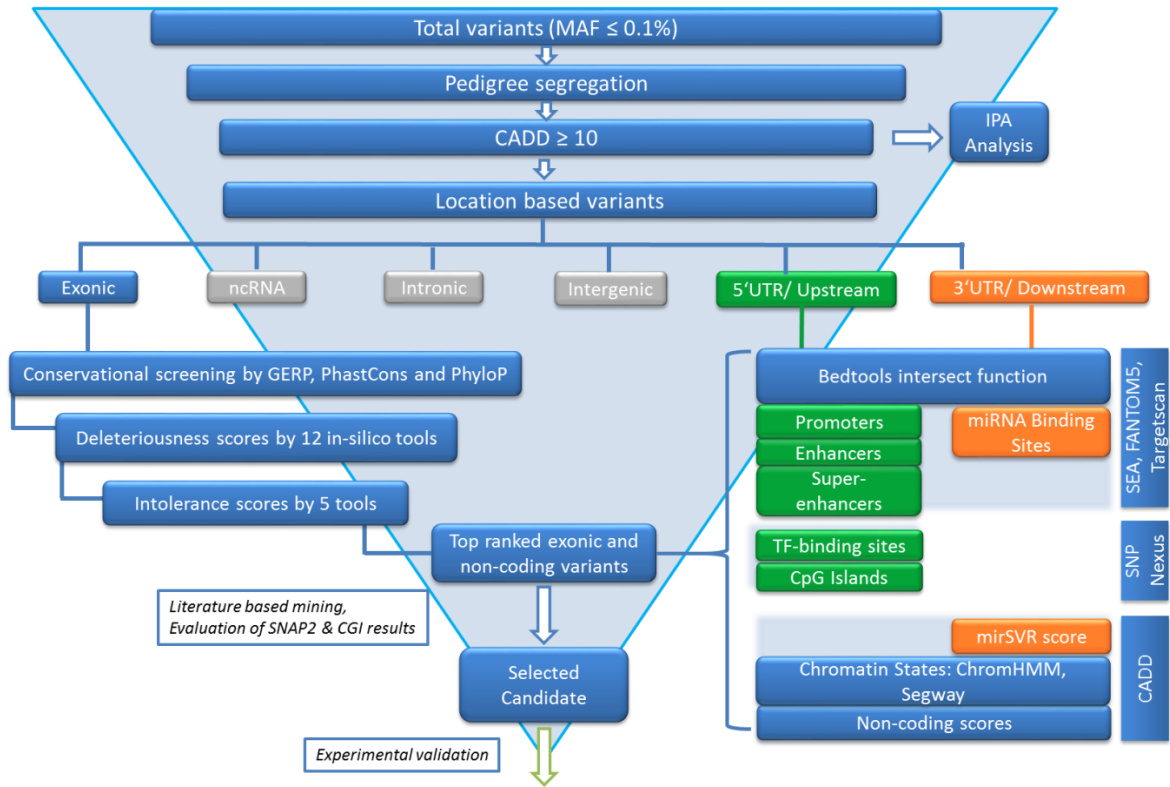 Total variants (MAF ≤ 0.1%)
Pedigree segregation
CADD ≥ 10
IPA
Analysis
Location based variants
Exonic
ncRNA
Intronic
Intergenic
5‘UTR/ Upstream
3‘UTR/ Downstream
Conservational screening by GERP, PhastCons and PhyloP
Deleteriousness scores by 12 in-silico tools
Intolerance scores by 5 tools
Top ranked exonic and
non-coding variants
Literature based mining,
Evaluation of SNAP2 & CGI results
Selected
Candidate
Experimental validation
Bedtools intersect function
Promoters
Enhancers
Super-
enhancers
miRNA Binding
Sites
SEA, FANTOM5,
Targetscan
TF-binding sites
CpG Islands
SNP
Nexus
mirSVR score
Chromatin States: ChromHMM,
Segway
Non-coding scores
CADD